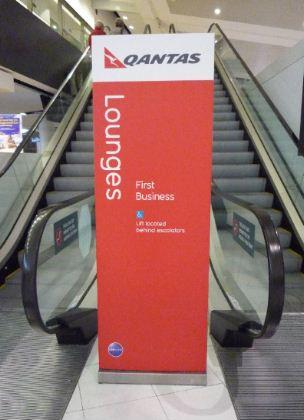 QANTAS
Lounges
First
Business
Lift located
behind escalators